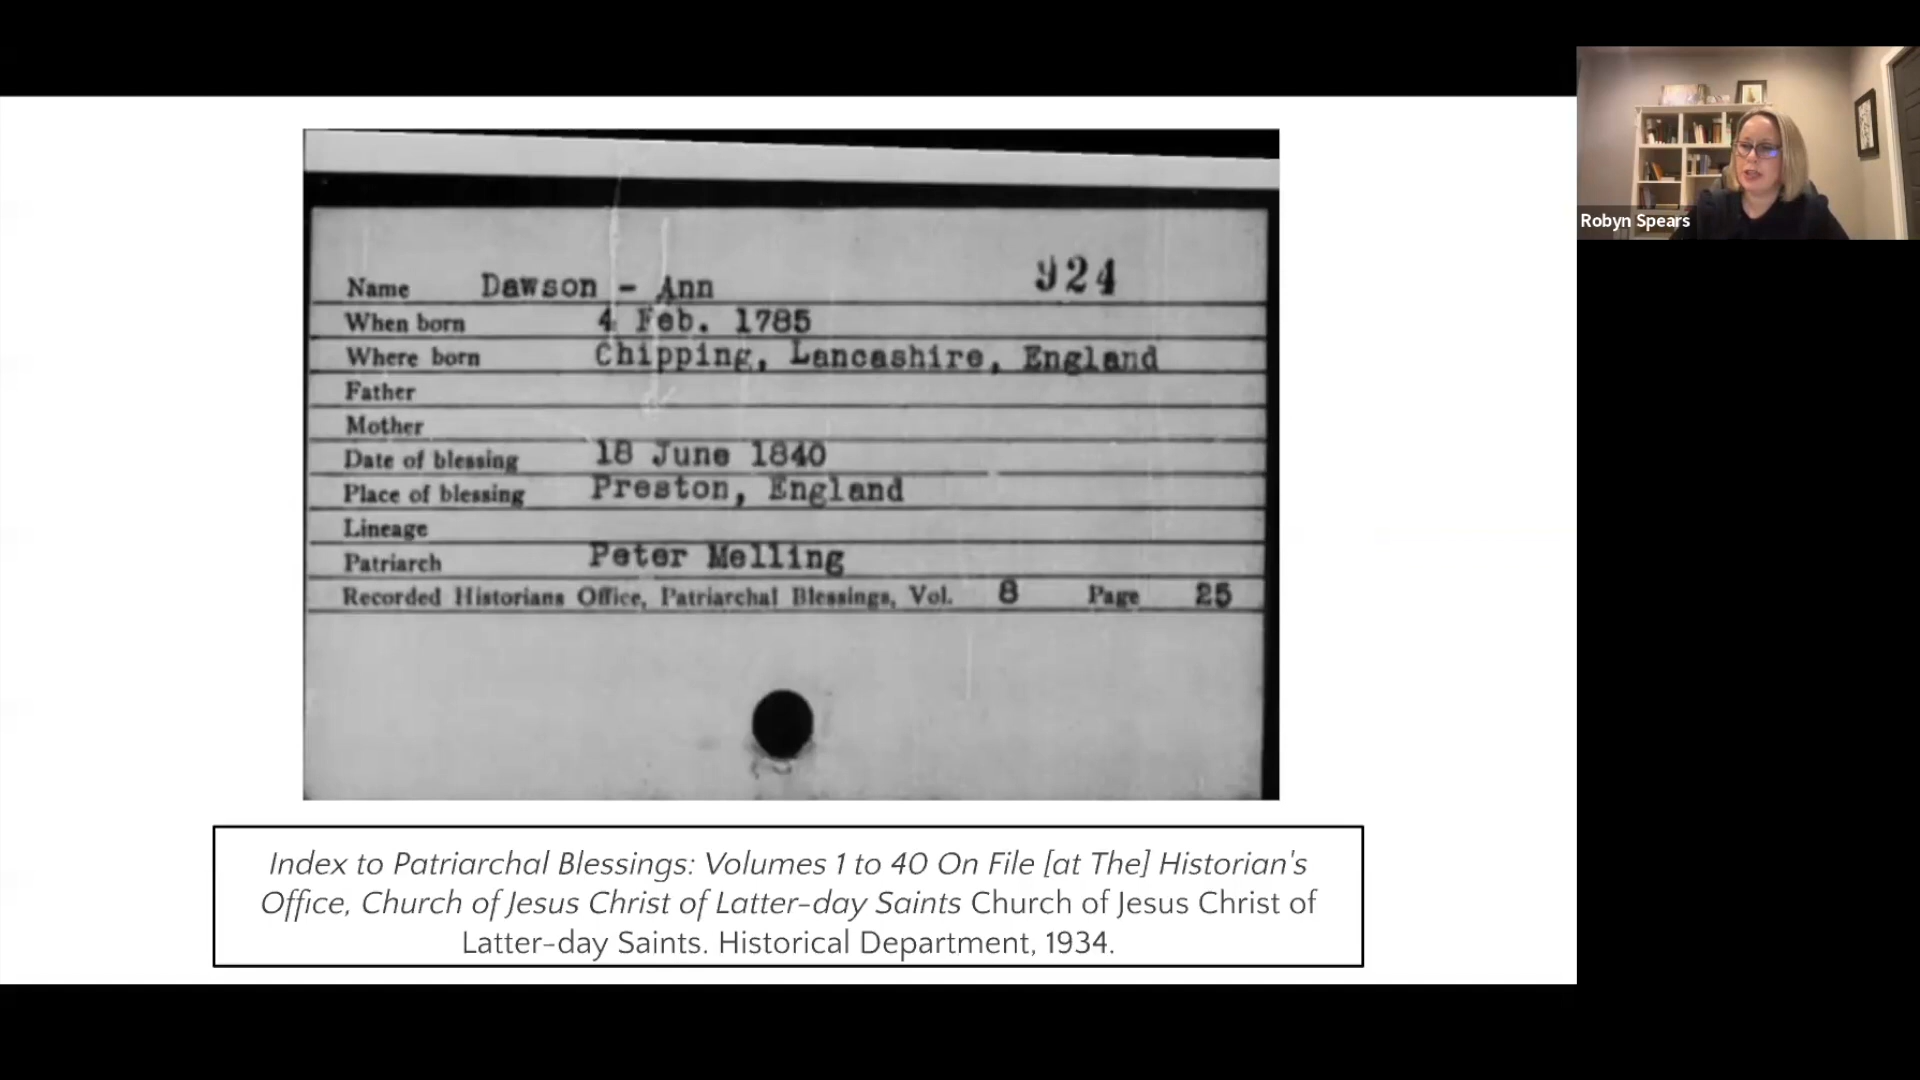 Name Dawson - Ann 924
When born 4 Feb. 1785
Where born Chipping, Lancashire, England
Father
Mother
Date of blessing 18 June 1840
Place of blessing Preston, England
Lineage
Patriarch Peter Melling
Recorded Historians Office, Patriarchal Blessings, Vol. 8 Page 25
Index to Patriarchal Blessings: Volumes 1 to 40 On File [at The] Historian's
Office, Church of Jesus Christ of Latter-day Saints Church of Jesus Christ of
Latter-day Saints. Historical Department, 1934.
Robyn Spears